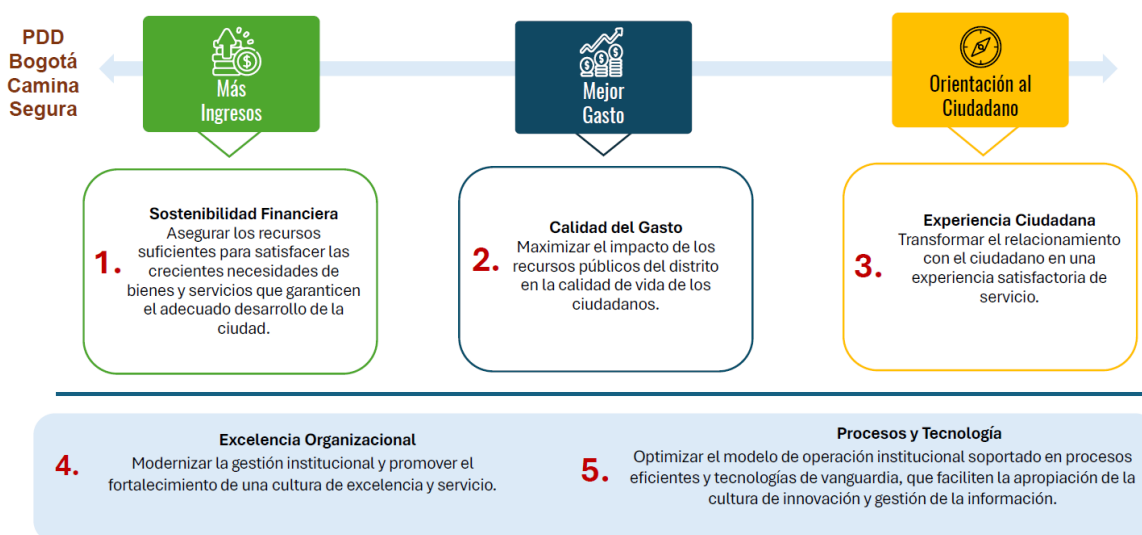 PDD
Bogotá
Camina
Segura
Más
Ingresos
Mejor
Gasto
Orientación al
Ciudadano
1.
Sostenibilidad Financiera
Asegurar los recursos
suficientes para satisfacer las
crecientes necesidades de
bienes y servicios que garanticen
el adecuado desarrollo de la
ciudad.
2.
Calidad del Gasto
Maximizar el impacto de los
recursos públicos del distrito
en la calidad de vida de los
ciudadanos.
3.
Experiencia Ciudadana
Transformar el relacionamiento
con el ciudadano en una
experiencia satisfactoria de
servicio.
4.
Excelencia Organizacional
Modernizar la gestión institucional y promover el
fortalecimiento de una cultura de excelencia y servicio.
5.
Procesos y Tecnología
Optimizar el modelo de operación institucional soportado en procesos
eficientes y tecnologías de vanguardia, que faciliten la apropiación de la
cultura de innovación y gestión de la información.